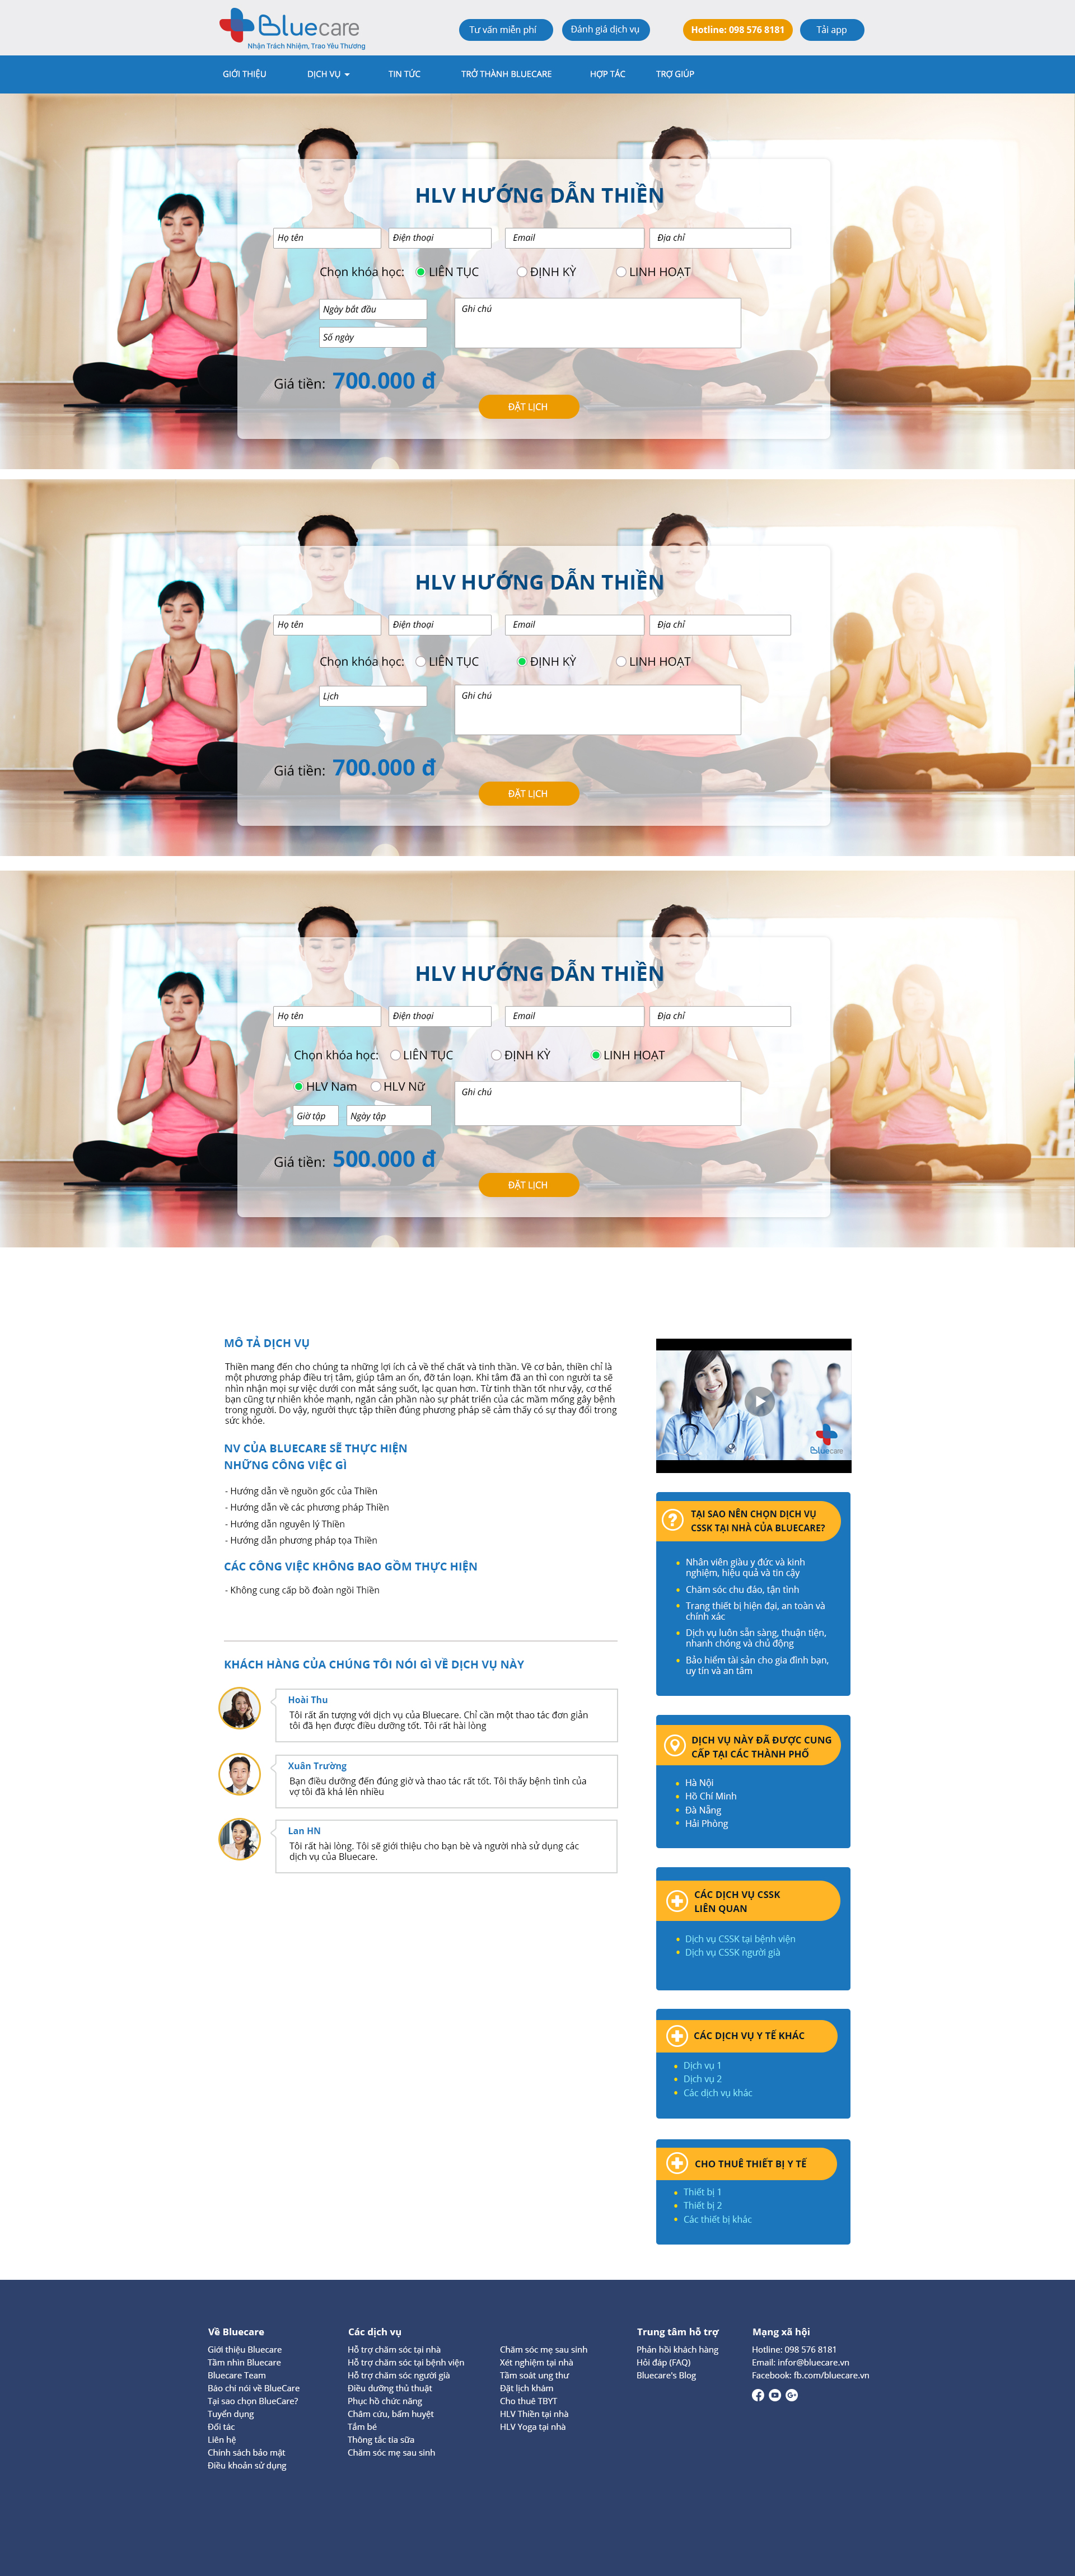 Bluecare
Nhận Trách Nhiệm, Trao Yêu Thương
Tư vấn miễn phí
Đánh giá dịch vụ
Hotline: 098 576 8181
Tải app
GIỚI THIỆU
DỊCH VỤ
TIN TỨC
TRỞ THÀNH BLUECARE
HỢP TÁC
TRỢ GIÚP
HLV HƯỚNG DẪN THIỀN
Họ tên
Điện thoại
Email
Địa chỉ
Chọn khóa học: LIÊN TỤC ĐỊNH KỲ LINH HOẠT
Ngày bắt đầu
Ghi chú
Số ngày
Giá tiền: 700.000 đ
ĐẶT LỊCH
HLV HƯỚNG DẪN THIỀN
Họ tên
Điện thoại
Email
Địa chỉ
Chọn khóa học: LIÊN TỤC ĐỊNH KỲ LINH HOẠT
Lịch
Ghi chú
Giá tiền: 700.000 đ
ĐẶT LỊCH
HLV HƯỚNG DẪN THIỀN
Họ tên
Điện thoại
Email
Địa chỉ
Chọn khóa học: LIÊN TỤC ĐỊNH KỲ LINH HOẠT
HLV Nam HLV Nữ
Ghi chú
Giờ tập
Ngày tập
Giá tiền: 500.000 đ
ĐẶT LỊCH
MÔ TẢ DỊCH VỤ
Thiền mang đến cho chúng ta những lợi ích cả về thể chất và tinh thần. Về cơ bản, thiền chỉ là
một phương pháp điều trị tâm, giúp tâm an ổn, đỡ tán loạn. Khi tâm đã an thì con người ta sẽ
nhìn nhận mọi sự việc dưới con mắt sáng suốt, lạc quan hơn. Từ tinh thần tốt như vậy, cơ thể
bạn cũng tự nhiên khỏe mạnh, ngăn cản phần nào sự phát triển của các mầm mống gây bệnh
trong người. Do vậy, người thực tập thiền đúng phương pháp sẽ cảm thấy có sự thay đổi trong
sức khỏe.
NV CỦA BLUECARE SẼ THỰC HIỆN
NHỮNG CÔNG VIỆC GÌ
- Hướng dẫn về nguồn gốc của Thiền
- Hướng dẫn về các phương pháp Thiền
- Hướng dẫn nguyên lý Thiền
- Hướng dẫn phương pháp tọa Thiền
CÁC CÔNG VIỆC KHÔNG BAO GỒM THỰC HIỆN
- Không cung cấp bồ đoàn ngồi Thiền
KHÁCH HÀNG CỦA CHÚNG TÔI NÓI GÌ VỀ DỊCH VỤ NÀY
Hoài Thu
Tôi rất ấn tượng với dịch vụ của Bluecare. Chỉ cần một thao tác đơn giản
tôi đã hẹn được điều dưỡng tốt. Tôi rất hài lòng
Xuân Trường
Bạn điều dưỡng đến đúng giờ và thao tác rất tốt. Tôi thấy bệnh tình của
vợ tôi đã khá lên nhiều
Lan HN
Tôi rất hài lòng. Tôi sẽ giới thiệu cho bạn bè và người nhà sử dụng các
dịch vụ của Bluecare.
Bluecare
TẠI SAO NÊN CHỌN DỊCH VỤ
CSSK TẠI NHÀ CỦA BLUECARE?
Nhân viên giàu y đức và kinh
nghiệm, hiệu quả và tin cậy
Chăm sóc chu đáo, tận tình
Trang thiết bị hiện đại, an toàn và
chính xác
Dịch vụ luôn sẵn sàng, thuận tiện,
nhanh chóng và chủ động
Bảo hiểm tài sản cho gia đình bạn,
uy tín và an tâm
DỊCH VỤ NÀY ĐÃ ĐƯỢC CUNG
CẤP TẠI CÁC THÀNH PHỐ
Hà Nội
Hồ Chí Minh
Đà Nẵng
Hải Phòng
CÁC DỊCH VỤ CSSK
LIÊN QUAN
Dịch vụ CSSK tại bệnh viện
Dịch vụ CSSK người già
CÁC DỊCH VỤ Y TẾ KHÁC
Dịch vụ 1
Dịch vụ 2
Các dịch vụ khác
CHO THUÊ THIẾT BỊ Y TẾ
Thiết bị 1
Thiết bị 2
Các thiết bị khác
Về Bluecare
Giới thiệu Bluecare
Tầm nhìn Bluecare
Bluecare Team
Báo chí nói về BlueCare
Tại sao chọn BlueCare?
Tuyển dụng
Đối tác
Liên hệ
Chính sách bảo mật
Điều khoản sử dụng
Các dịch vụ
Hỗ trợ chăm sóc tại nhà
Hỗ trợ chăm sóc tại bệnh viện
Hỗ trợ chăm sóc người già
Điều dưỡng thủ thuật
Phục hồi chức năng
Châm cứu, bấm huyệt
Tắm bé
Thông tắc tia sữa
Chăm sóc mẹ sau sinh
Chăm sóc mẹ sau sinh
Xét nghiệm tại nhà
Tầm soát ung thư
Đặt lịch khám
Cho thuê TBYT
HLV Thiền tại nhà
HLV Yoga tại nhà
Trung tâm hỗ trợ
Phản hồi khách hàng
Hỏi đáp (FAQ)
Bluecare's Blog
Mạng xã hội
Hotline: 098 576 8181
Email: infor@bluecare.vn
Facebook: fb.com/bluecare.vn